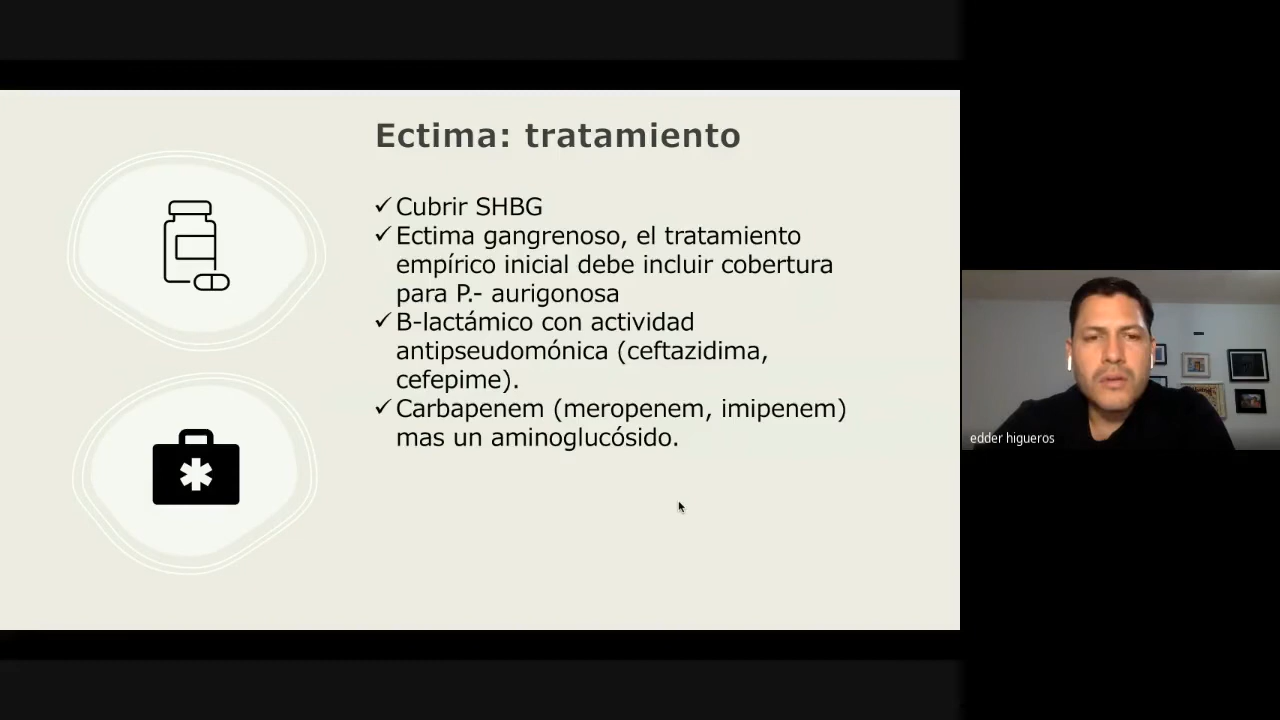 Ectima: tratamiento
✓Cubrir SHBG
✓Ectima gangrenoso, el tratamiento
empírico inicial debe incluir cobertura
para P.- aurigonosa
✓B-lactámico con actividad
antipseudomónica (ceftazidima,
cefepime).
✓Carbapenem (meropenem, imipenem)
mas un aminoglucósido.
edder higueros